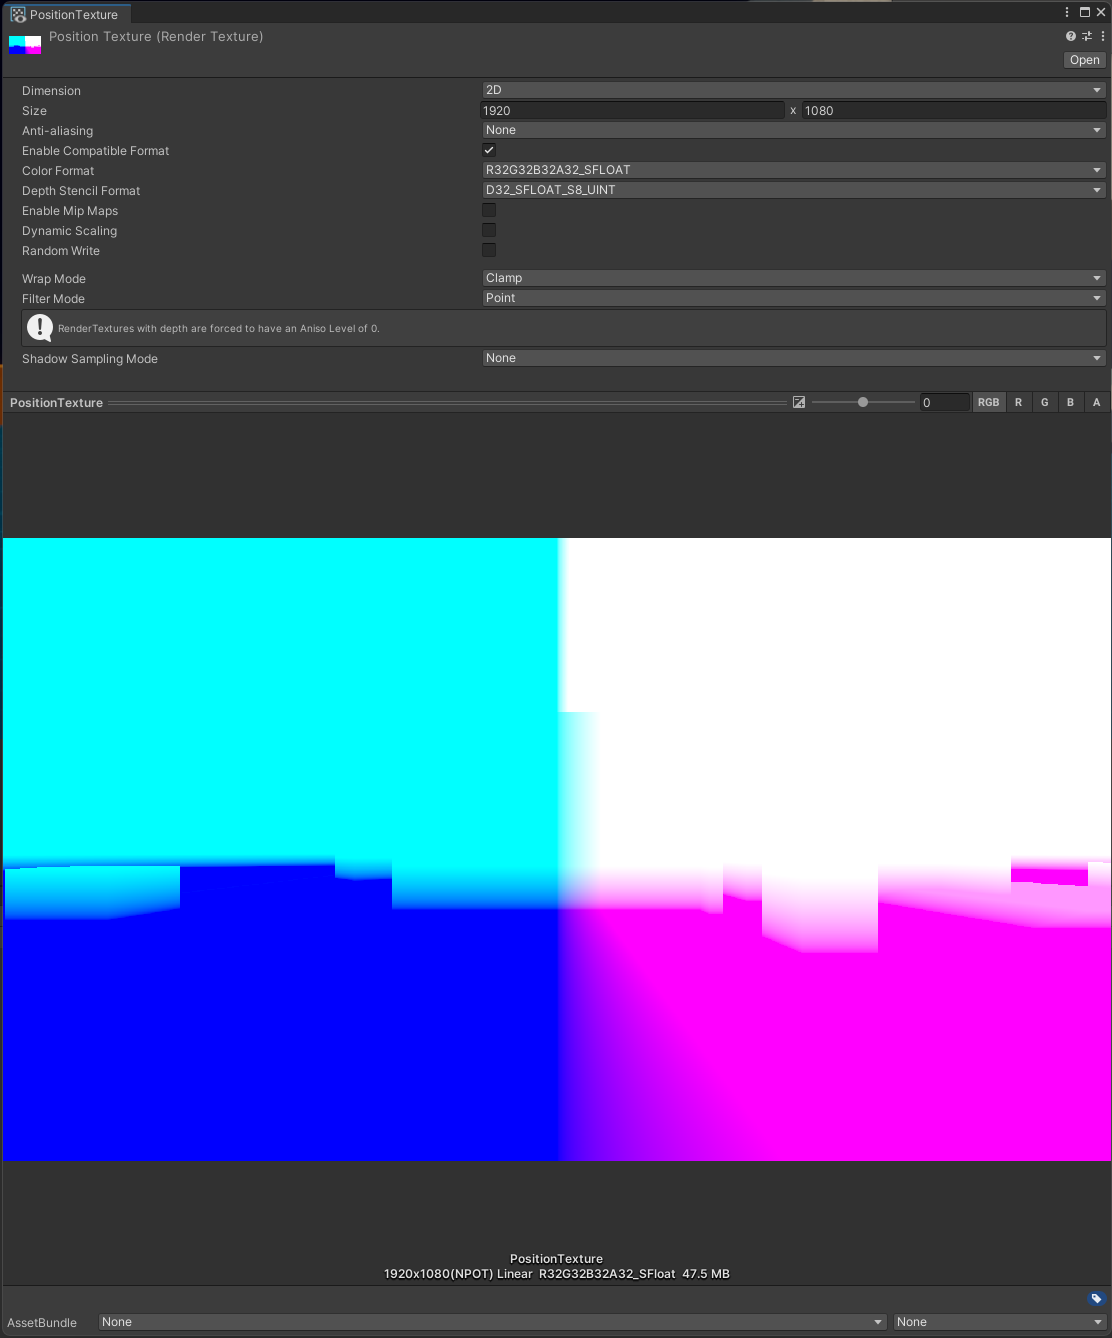 PositionTexture
Position Texture (Render Texture)
Open
Dimension 2D
Size 1920 x 1080
Anti-aliasing None
Enable Compatible Format
Color Format R32G32B32A32_SFLOAT
Depth Stencil Format D32_SFLOAT_S8_UINT
Enable Mip Maps
Dynamic Scaling
Random Write
Wrap Mode Clamp
Filter Mode Point
RenderTextures with depth are forced to have an Aniso Level of 0.
Shadow Sampling Mode None
PositionTexture 0 RGB R G B A
PositionTexture
1920x1080(NPOT) Linear R32G32B32A32_SFloat 47.5 MB
AssetBundle None None